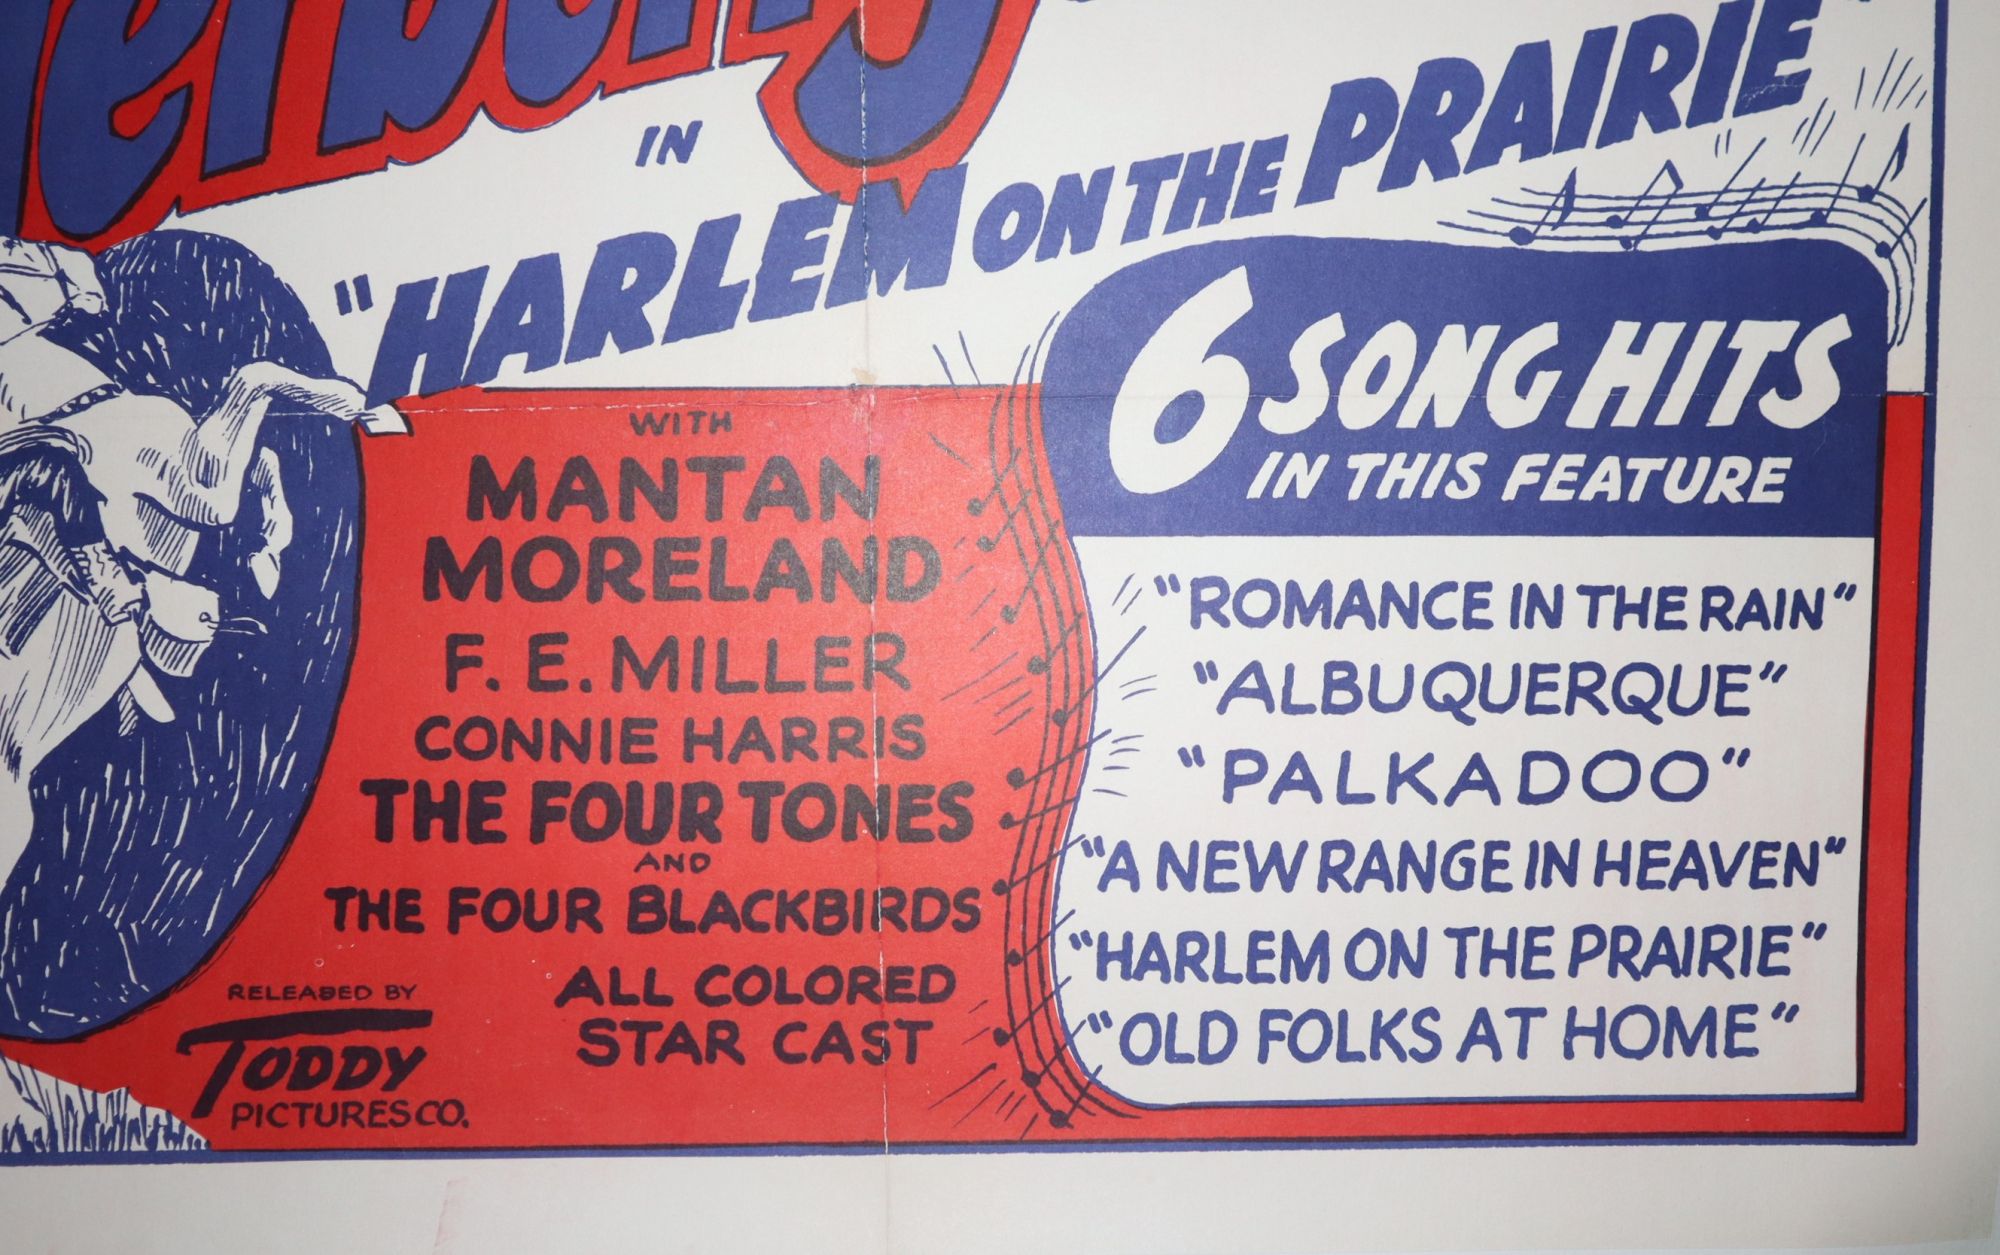 IN
"HARLEM ON THE PRAIRIE"
WITH
MANTAN
MORELAND
F. E. MILLER
CONNIE HARRIS
THE FOUR TONES
AND
THE FOUR BLACKBIRDS
ALL COLORED
STAR CAST
RELEASED BY
TODDY
PICTURES CO.
6 SONG HITS
IN THIS FEATURE
"ROMANCE IN THE RAIN"
"ALBUQUERQUE"
"PALKADOO"
"A NEW RANGE IN HEAVEN"
"HARLEM ON THE PRAIRIE"
"OLD FOLKS AT HOME"